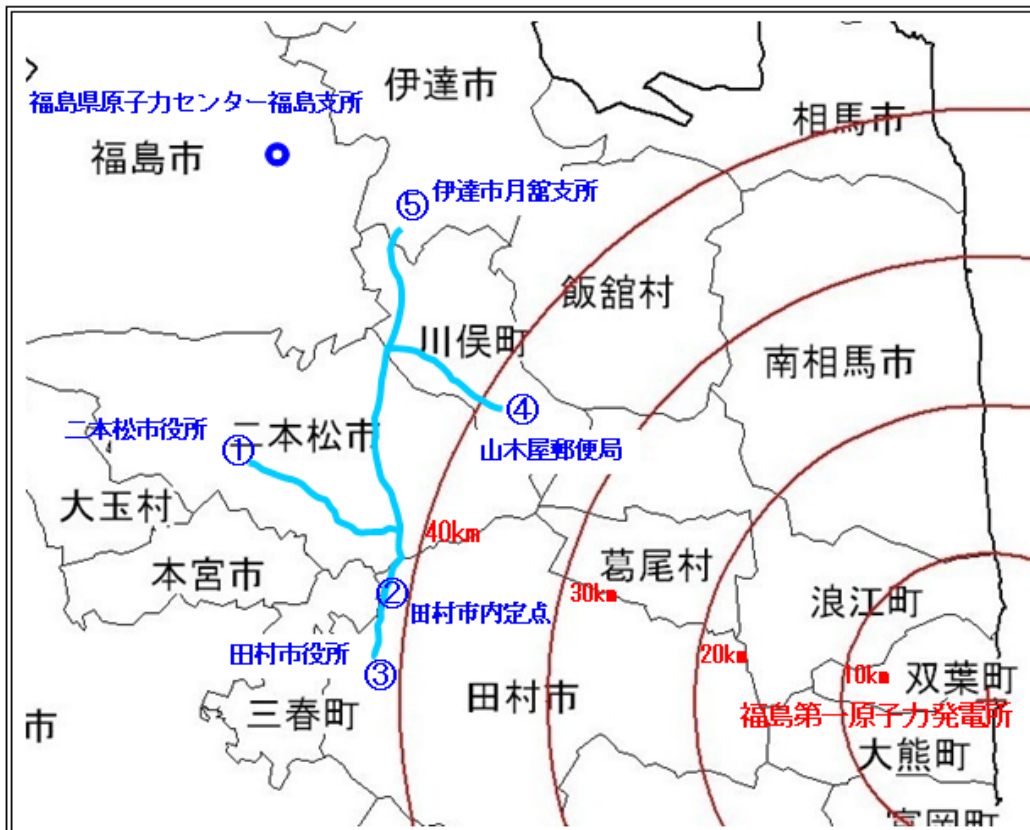 伊達市
福島県原子力センター福島支所
相馬市
福島市
⑤
伊達市月舘支所
飯舘村
川俣町
南相馬市
④
二本松市役所
二本松市
①
山木屋郵便局
大玉村
40km
本宮市
葛尾村
30km
②
田村市内定点
浪江町
田村市役所
20km
③
10km
双葉町
田村市
三春町
福島第一原子力発電所
市
大熊町
富岡町